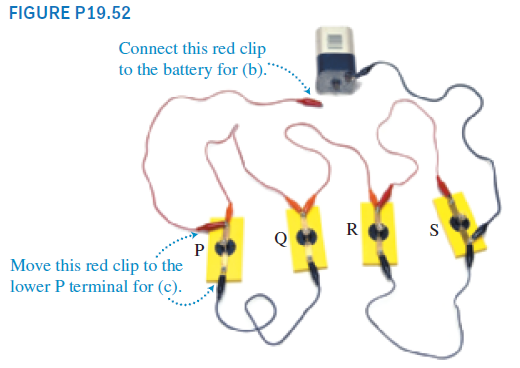 FIGURE P19.52
Connect this red clip
to the battery for (b).
P
Q
R
S
Move this red clip to the
lower P terminal for (c).